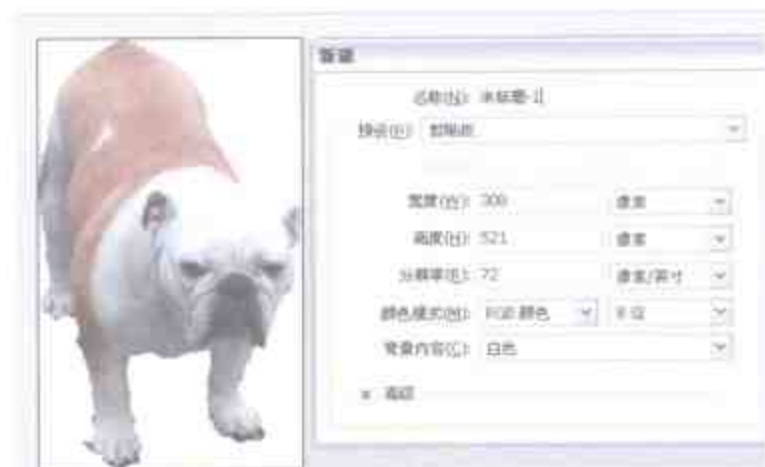 新建
名称(N): 未标题-1
预设(P): 剪贴板
宽度(W): 300 像素
高度(H): 521 像素
分辨率(R): 72 像素/英寸
颜色模式(M): RGB 颜色 8 位
背景内容(C): 白色
高级